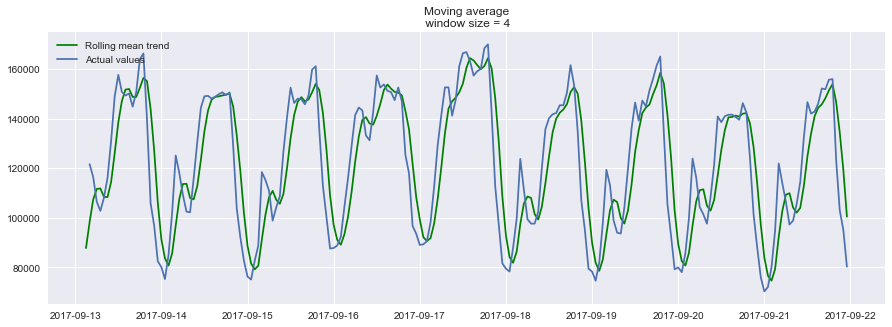 Moving average
window size = 4
Rolling mean trend
Actual values
160000
140000
120000
100000
80000
2017-09-13 2017-09-14 2017-09-15 2017-09-16 2017-09-17 2017-09-18 2017-09-19 2017-09-20 2017-09-21 2017-09-22